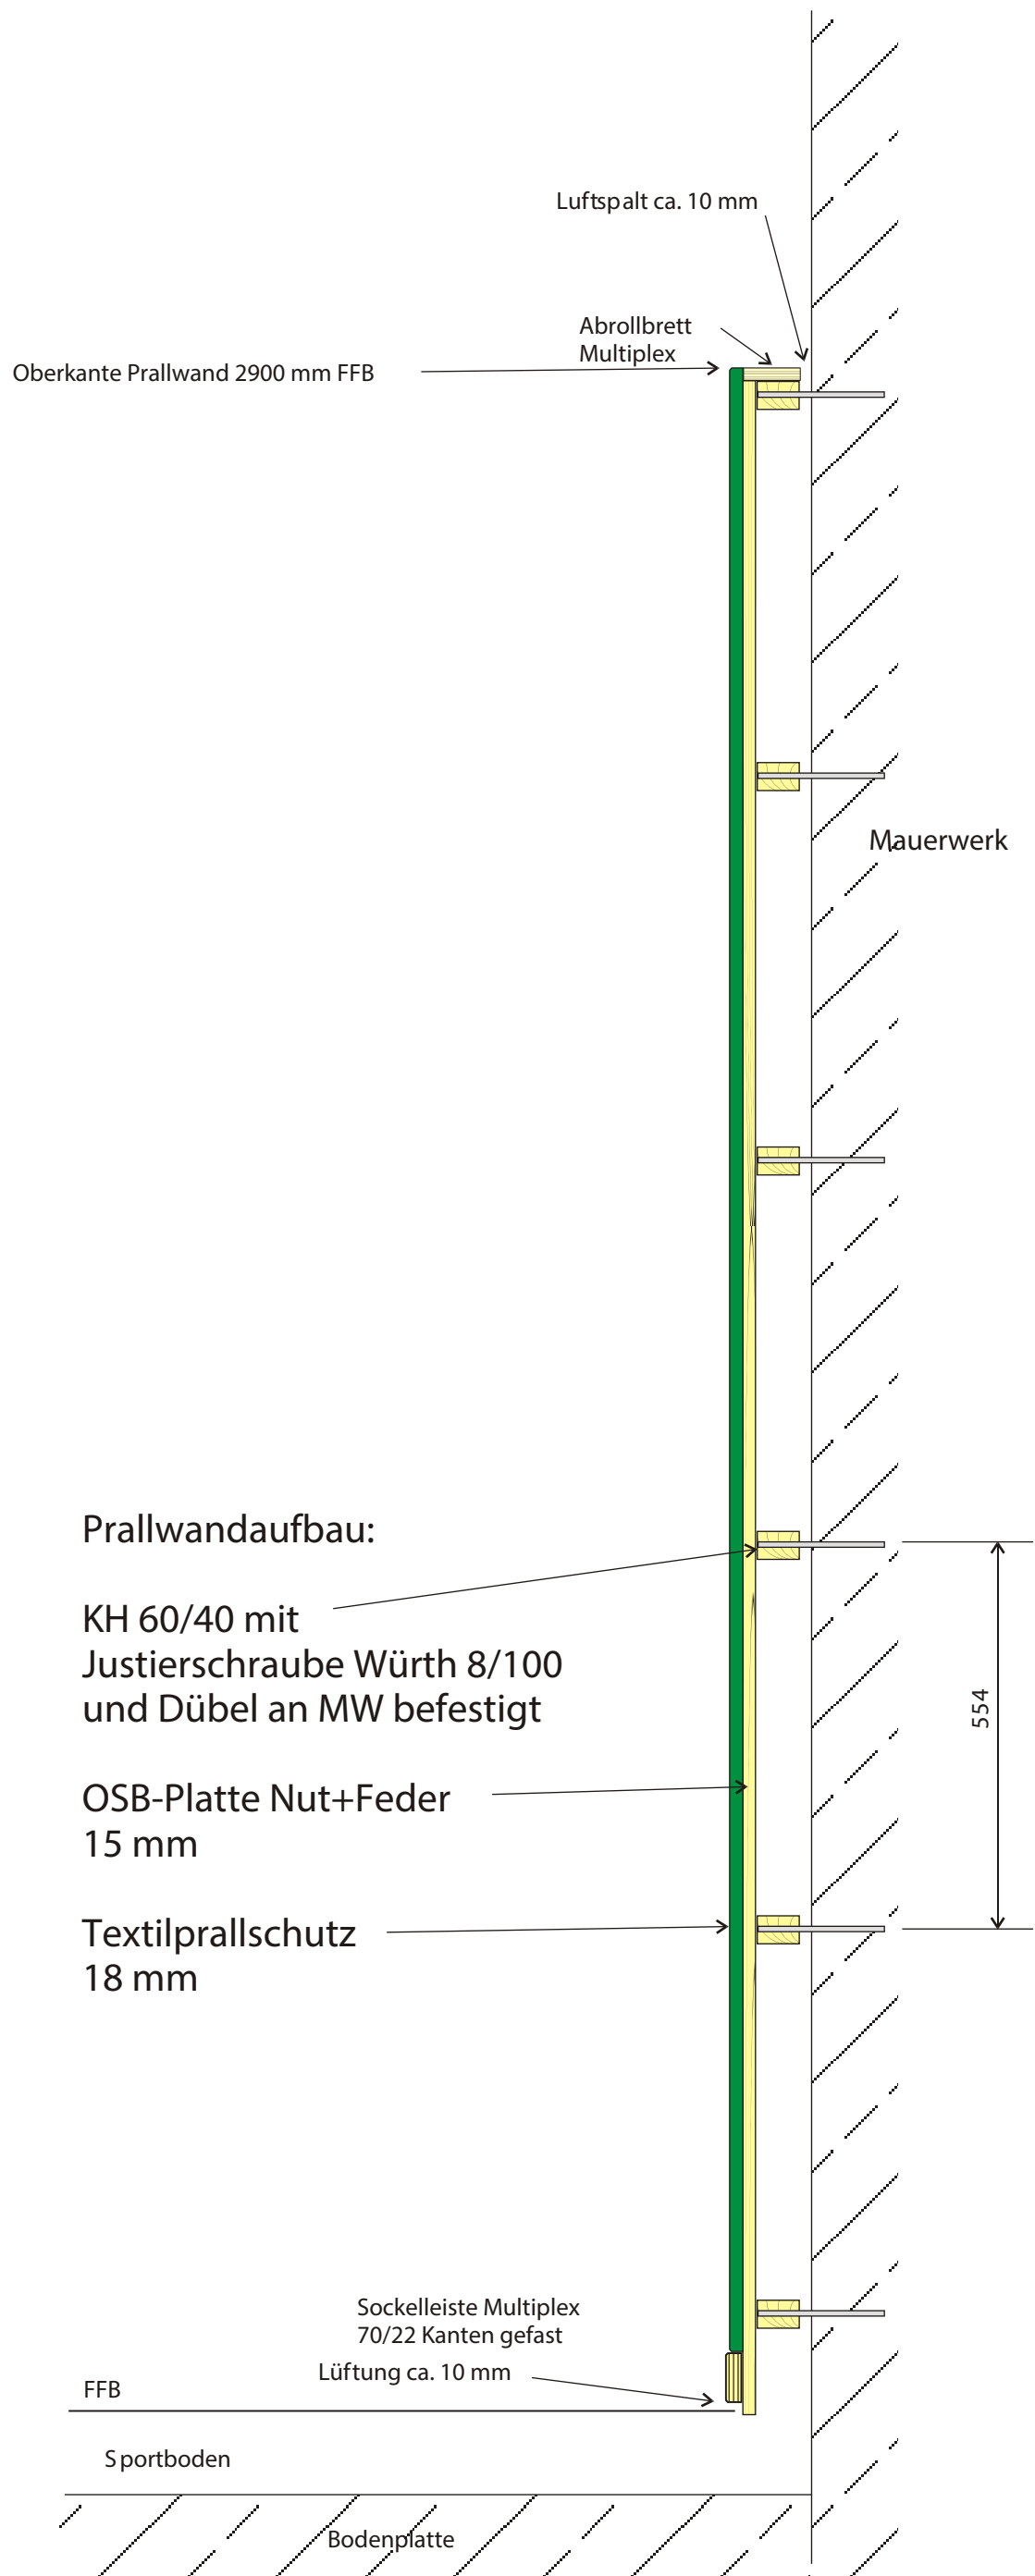 Luftspalt ca. 10 mm
Abrollbrett
Multiplex
Oberkante Prallwand 2900 mm FFB
Mauerwerk
Prallwandaufbau:
KH 60/40 mit
Justierschraube Würth 8/100
und Dübel an MW befestigt
554
OSB-Platte Nut+Feder
15 mm
Textilprallschutz
18 mm
Sockelleiste Multiplex
70/22 Kanten gefast
Lüftung ca. 10 mm
FFB
Sportboden
Bodenplatte